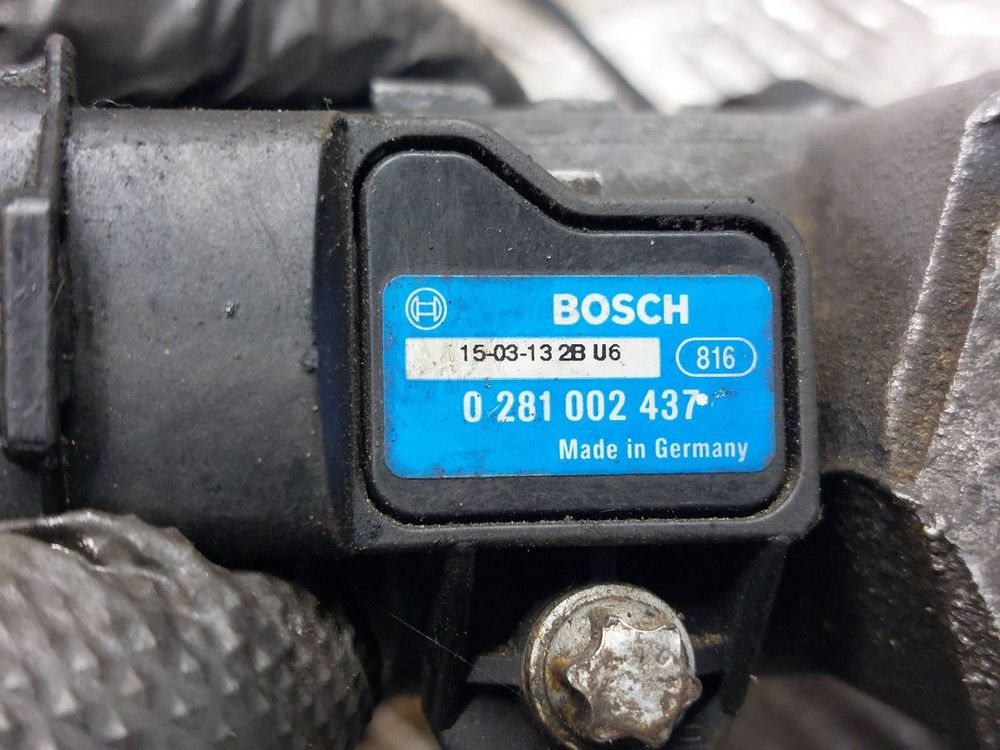 BOSCH
15-03-13 2B U6
816
0 281 002 437
Made in Germany